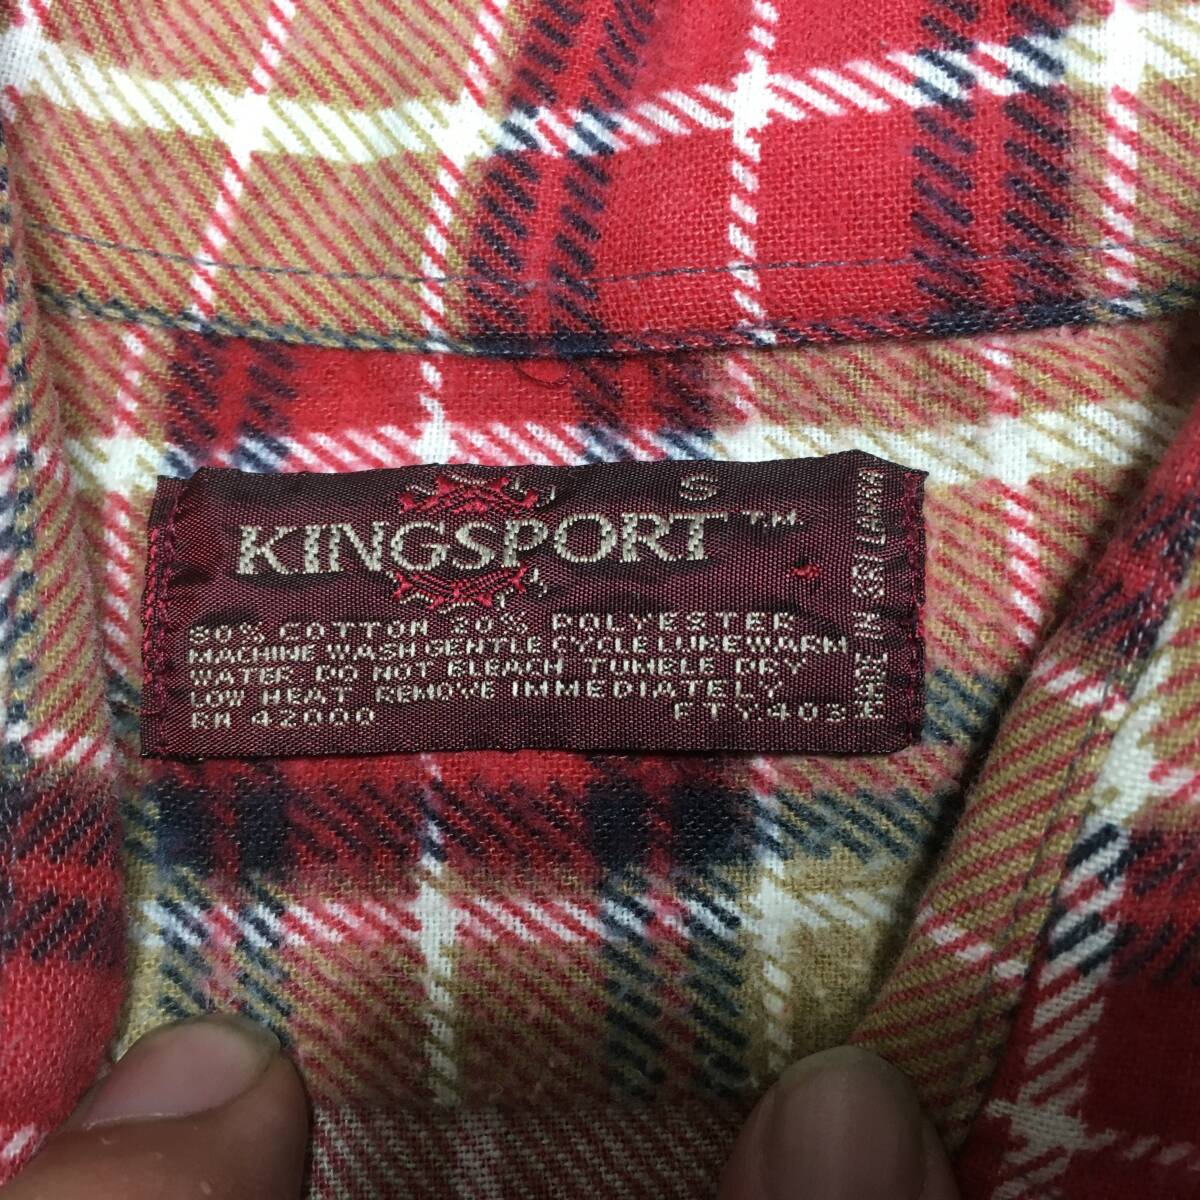 S
KINGSPORT T.M.
80% COTTON 20% POLYESTER
MACHINE WASH GENTLE CYCLE LUKEWARM
WATER DO NOT BLEACH TUMBLE DRY
LOW HEAT REMOVE IMMEDIATELY
RN 42000 FTY.403
MADE IN SRI LANKA